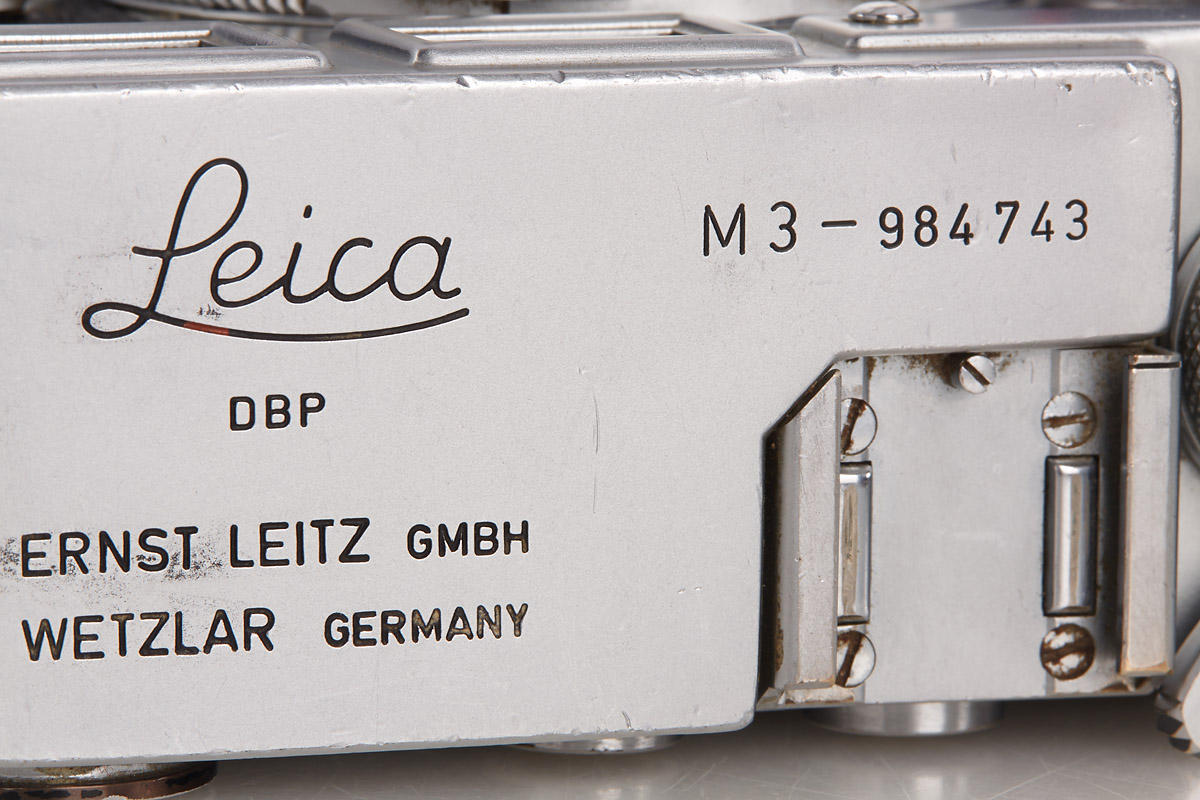 Leica
DBP
ERNST LEITZ GMBH
WETZLAR GERMANY
M3-984743